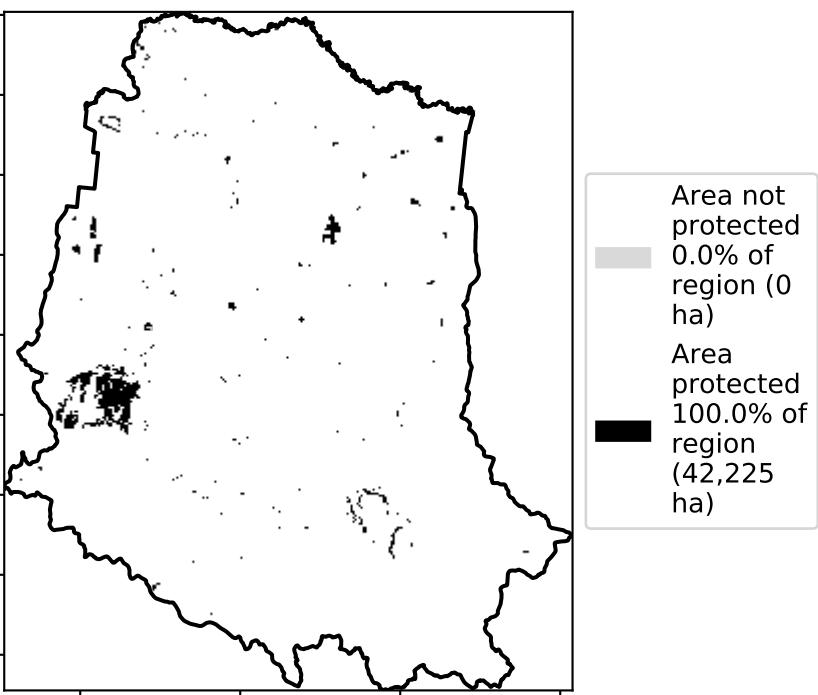 Area not
protected
0.0% of
region (0
ha)
Area
protected
100.0% of
region
(42,225
ha)